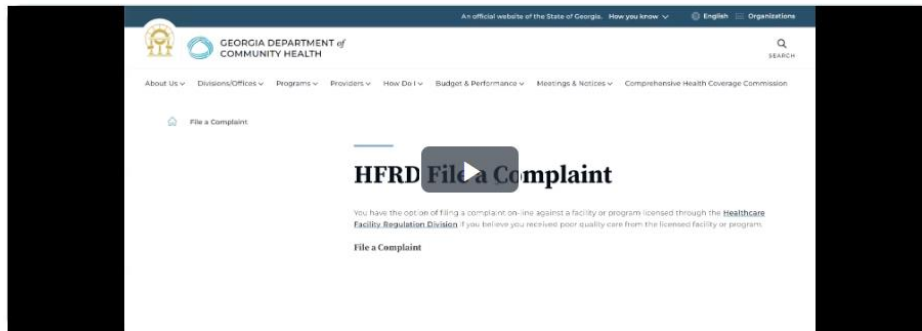 An official website of the State of Georgia. How you know
English
Organizations
GEORGIA DEPARTMENT of
COMMUNITY HEALTH
SEARCH
About Us
Divisions/Offices
Programs
Providers
How Do I
Budget & Performance
Meetings & Notices
Comprehensive Health Coverage Commission
File a Complaint
HFRD File a Complaint
You have the option of filing a complaint on-line against a facility or program licensed through the Healthcare
Facility Regulation Division if you believe you received poor quality care from the licensed facility or program.
File a Complaint